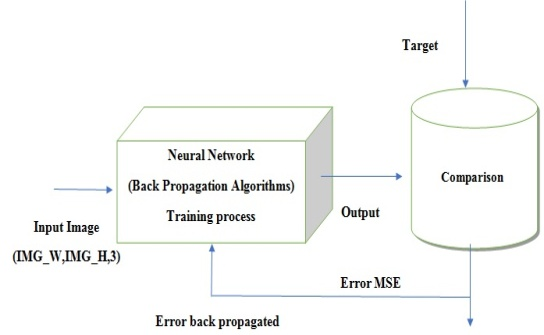 Target
Neural Network
(Back Propagation Algorithms)
Training process
Comparison
Input Image
(IMG_W,IMG_H,3)
Output
Error MSE
Error back propagated